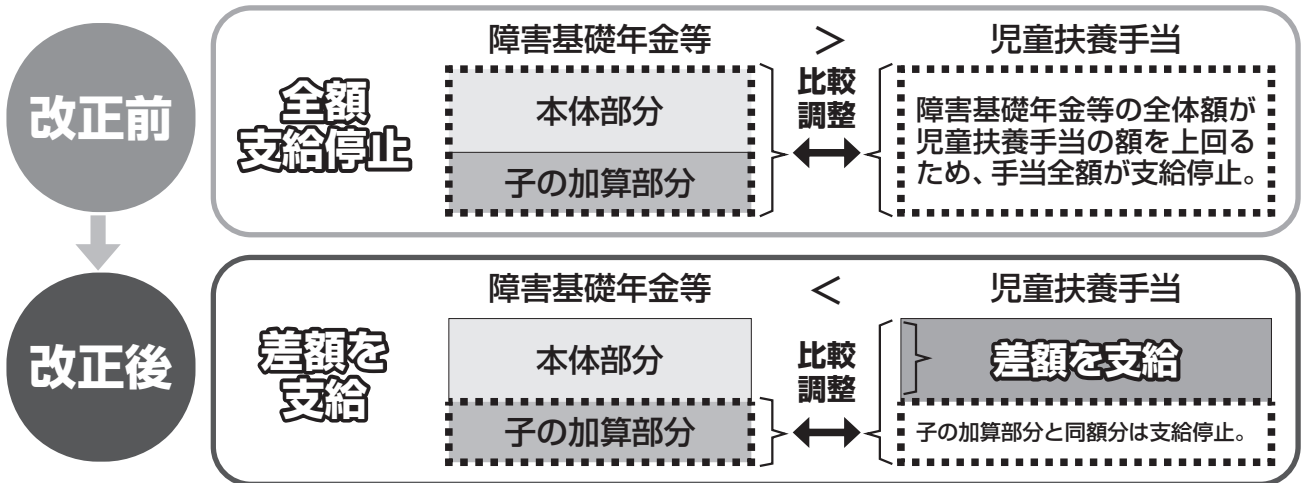 改正前
全額
支給停止
障害基礎年金等
本体部分
子の加算部分
＞
比較
調整
児童扶養手当
障害基礎年金等の全体額が
児童扶養手当の額を上回る
ため、手当全額が支給停止。
改正後
差額を
支給
障害基礎年金等
本体部分
子の加算部分
＜
比較
調整
児童扶養手当
差額を支給
子の加算部分と同額分は支給停止。